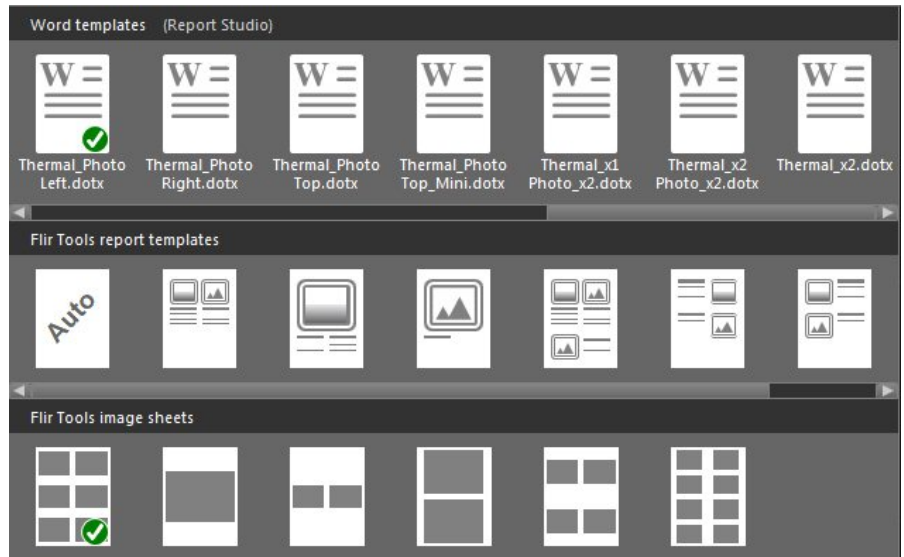 Word templates (Report Studio)
W W W W W W W
Thermal_Photo Thermal_Photo Thermal_Photo Thermal_Photo Thermal_x1 Thermal_x2 Thermal_x2.dotx
Left.dotx Right.dotx Top.dotx Top_Mini.dotx Photo_x2.dotx Photo_x2.dotx
Flir Tools report templates
Auto
Flir Tools image sheets